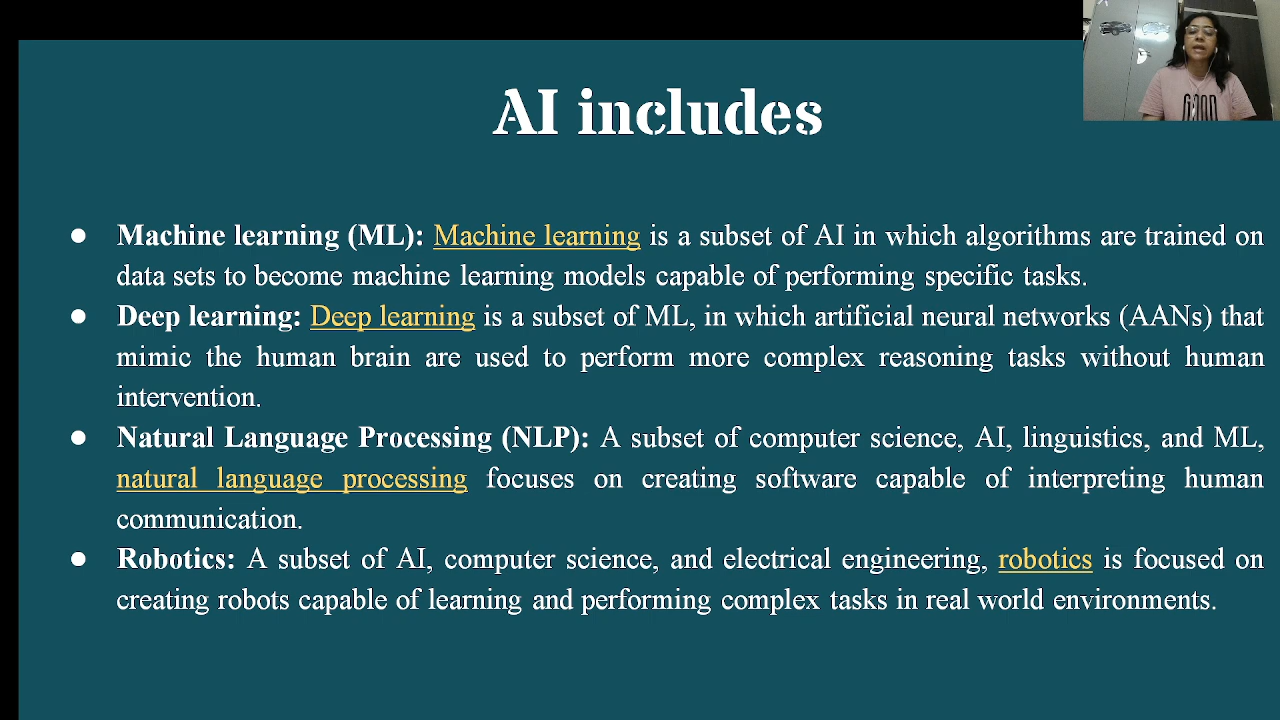 AI includes
● Machine learning (ML): Machine learning is a subset of AI in which algorithms are trained on
data sets to become machine learning models capable of performing specific tasks.
● Deep learning: Deep learning is a subset of ML, in which artificial neural networks (AANs) that
mimic the human brain are used to perform more complex reasoning tasks without human
intervention.
● Natural Language Processing (NLP): A subset of computer science, AI, linguistics, and ML,
natural language processing focuses on creating software capable of interpreting human
communication.
● Robotics: A subset of AI, computer science, and electrical engineering, robotics is focused on
creating robots capable of learning and performing complex tasks in real world environments.